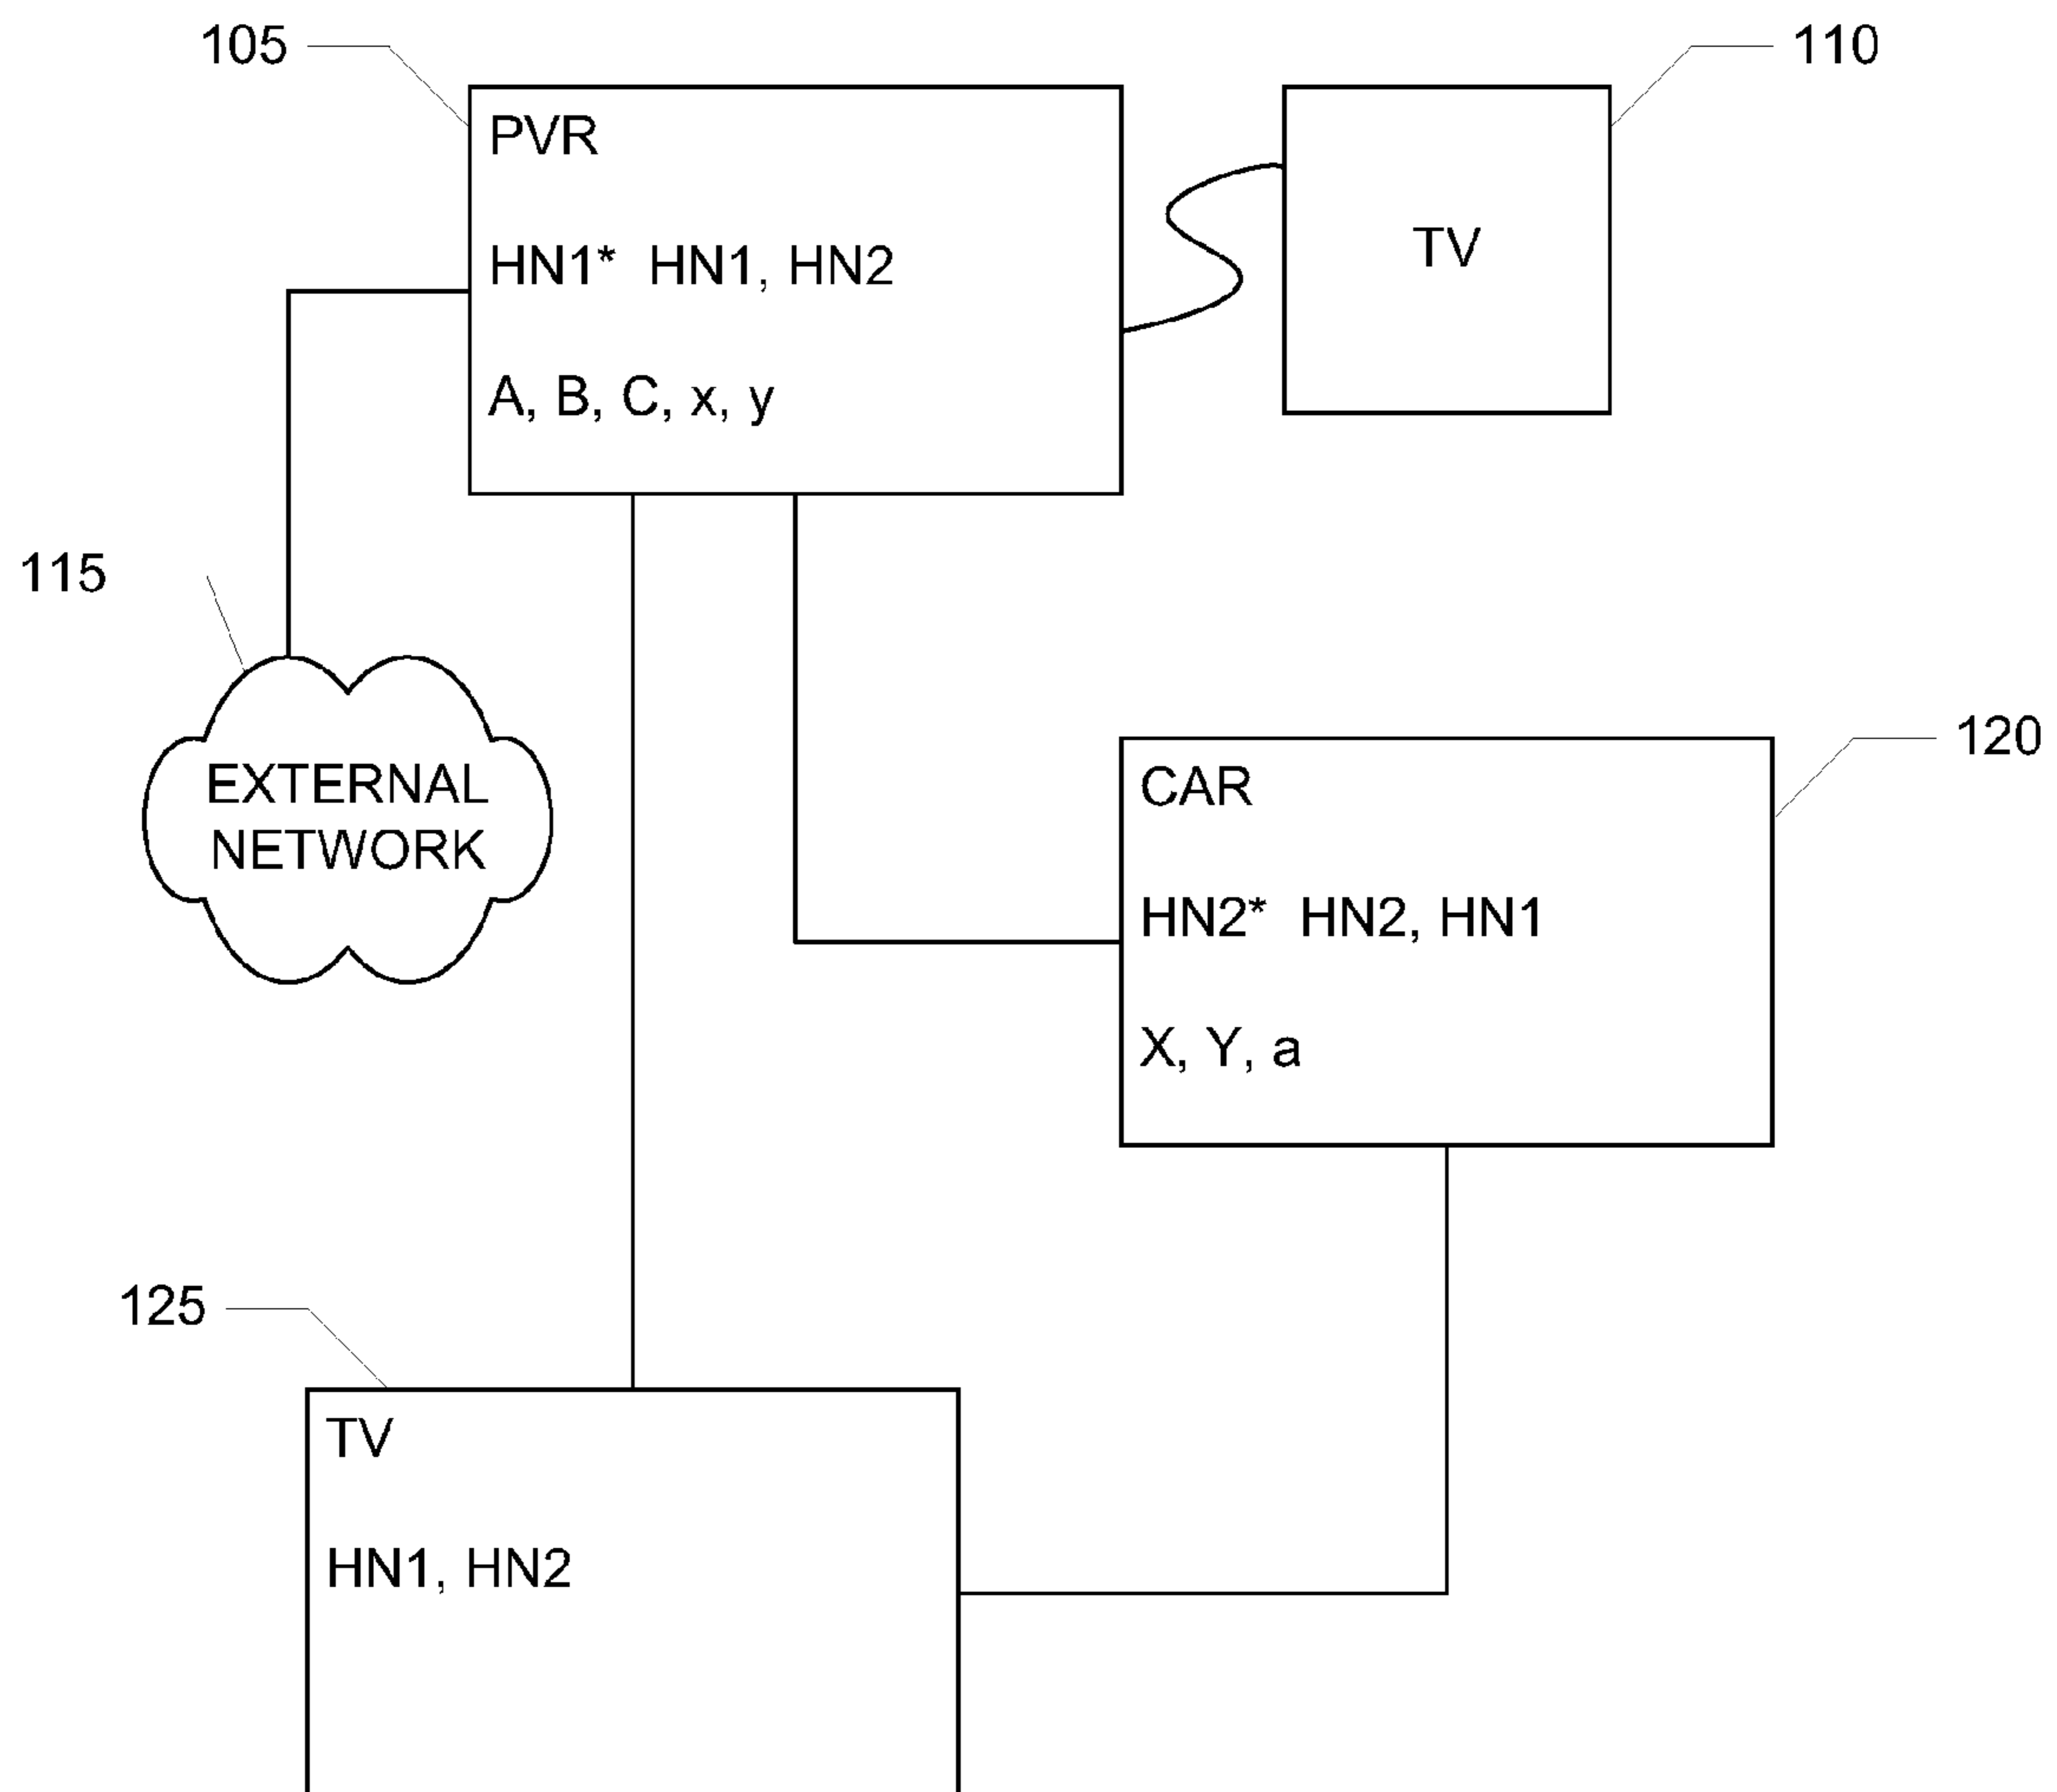 105
110
PVR
HN1* HN1, HN2
TV
A, B, C, x, y
115
EXTERNAL
NETWORK
120
CAR
HN2* HN2, HN1
X, Y, a
125
TV
HN1, HN2